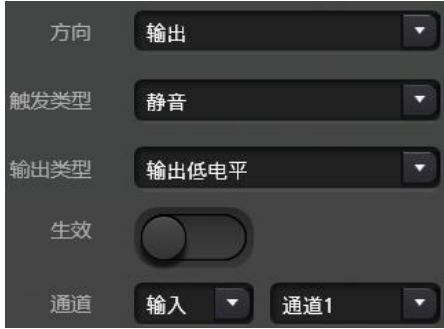 方向 输出
触发类型 静音
输出类型 输出低电平
生效
通道 输入 通道1